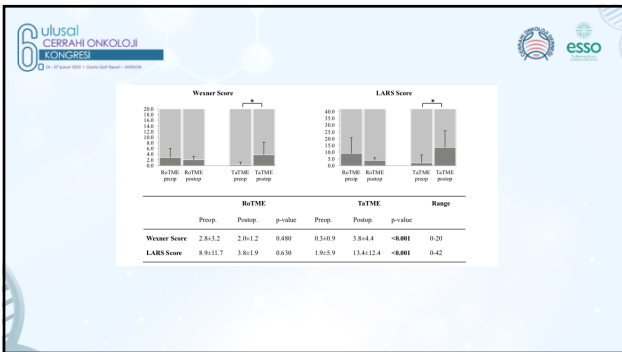 6.
ulusal
CERRAHİ ONKOLOJİ
KONGRESİ
esso
Wexner Score
*
20.0
18.0
16.0
14.0
12.0
10.0
8.0
6.0
4.0
2.0
0.0
RoTME preop
RoTME postop
TaTME preop
TaTME postop
LARS Score
*
40.0
35.0
30.0
25.0
20.0
15.0
10.0
5.0
0.0
RoTME preop
RoTME postop
TaTME preop
TaTME postop
RoTME TaTME Range
Preop. Postop. p-value Preop. Postop. p-value
Wexner Score 2.8±3.2 2.0±1.2 0.480 0.3±0.9 3.8±4.4 <0.001 0-20
LARS Score 8.9±11.7 3.8±1.9 0.630 1.9±5.9 13.4±12.4 <0.001 0-42